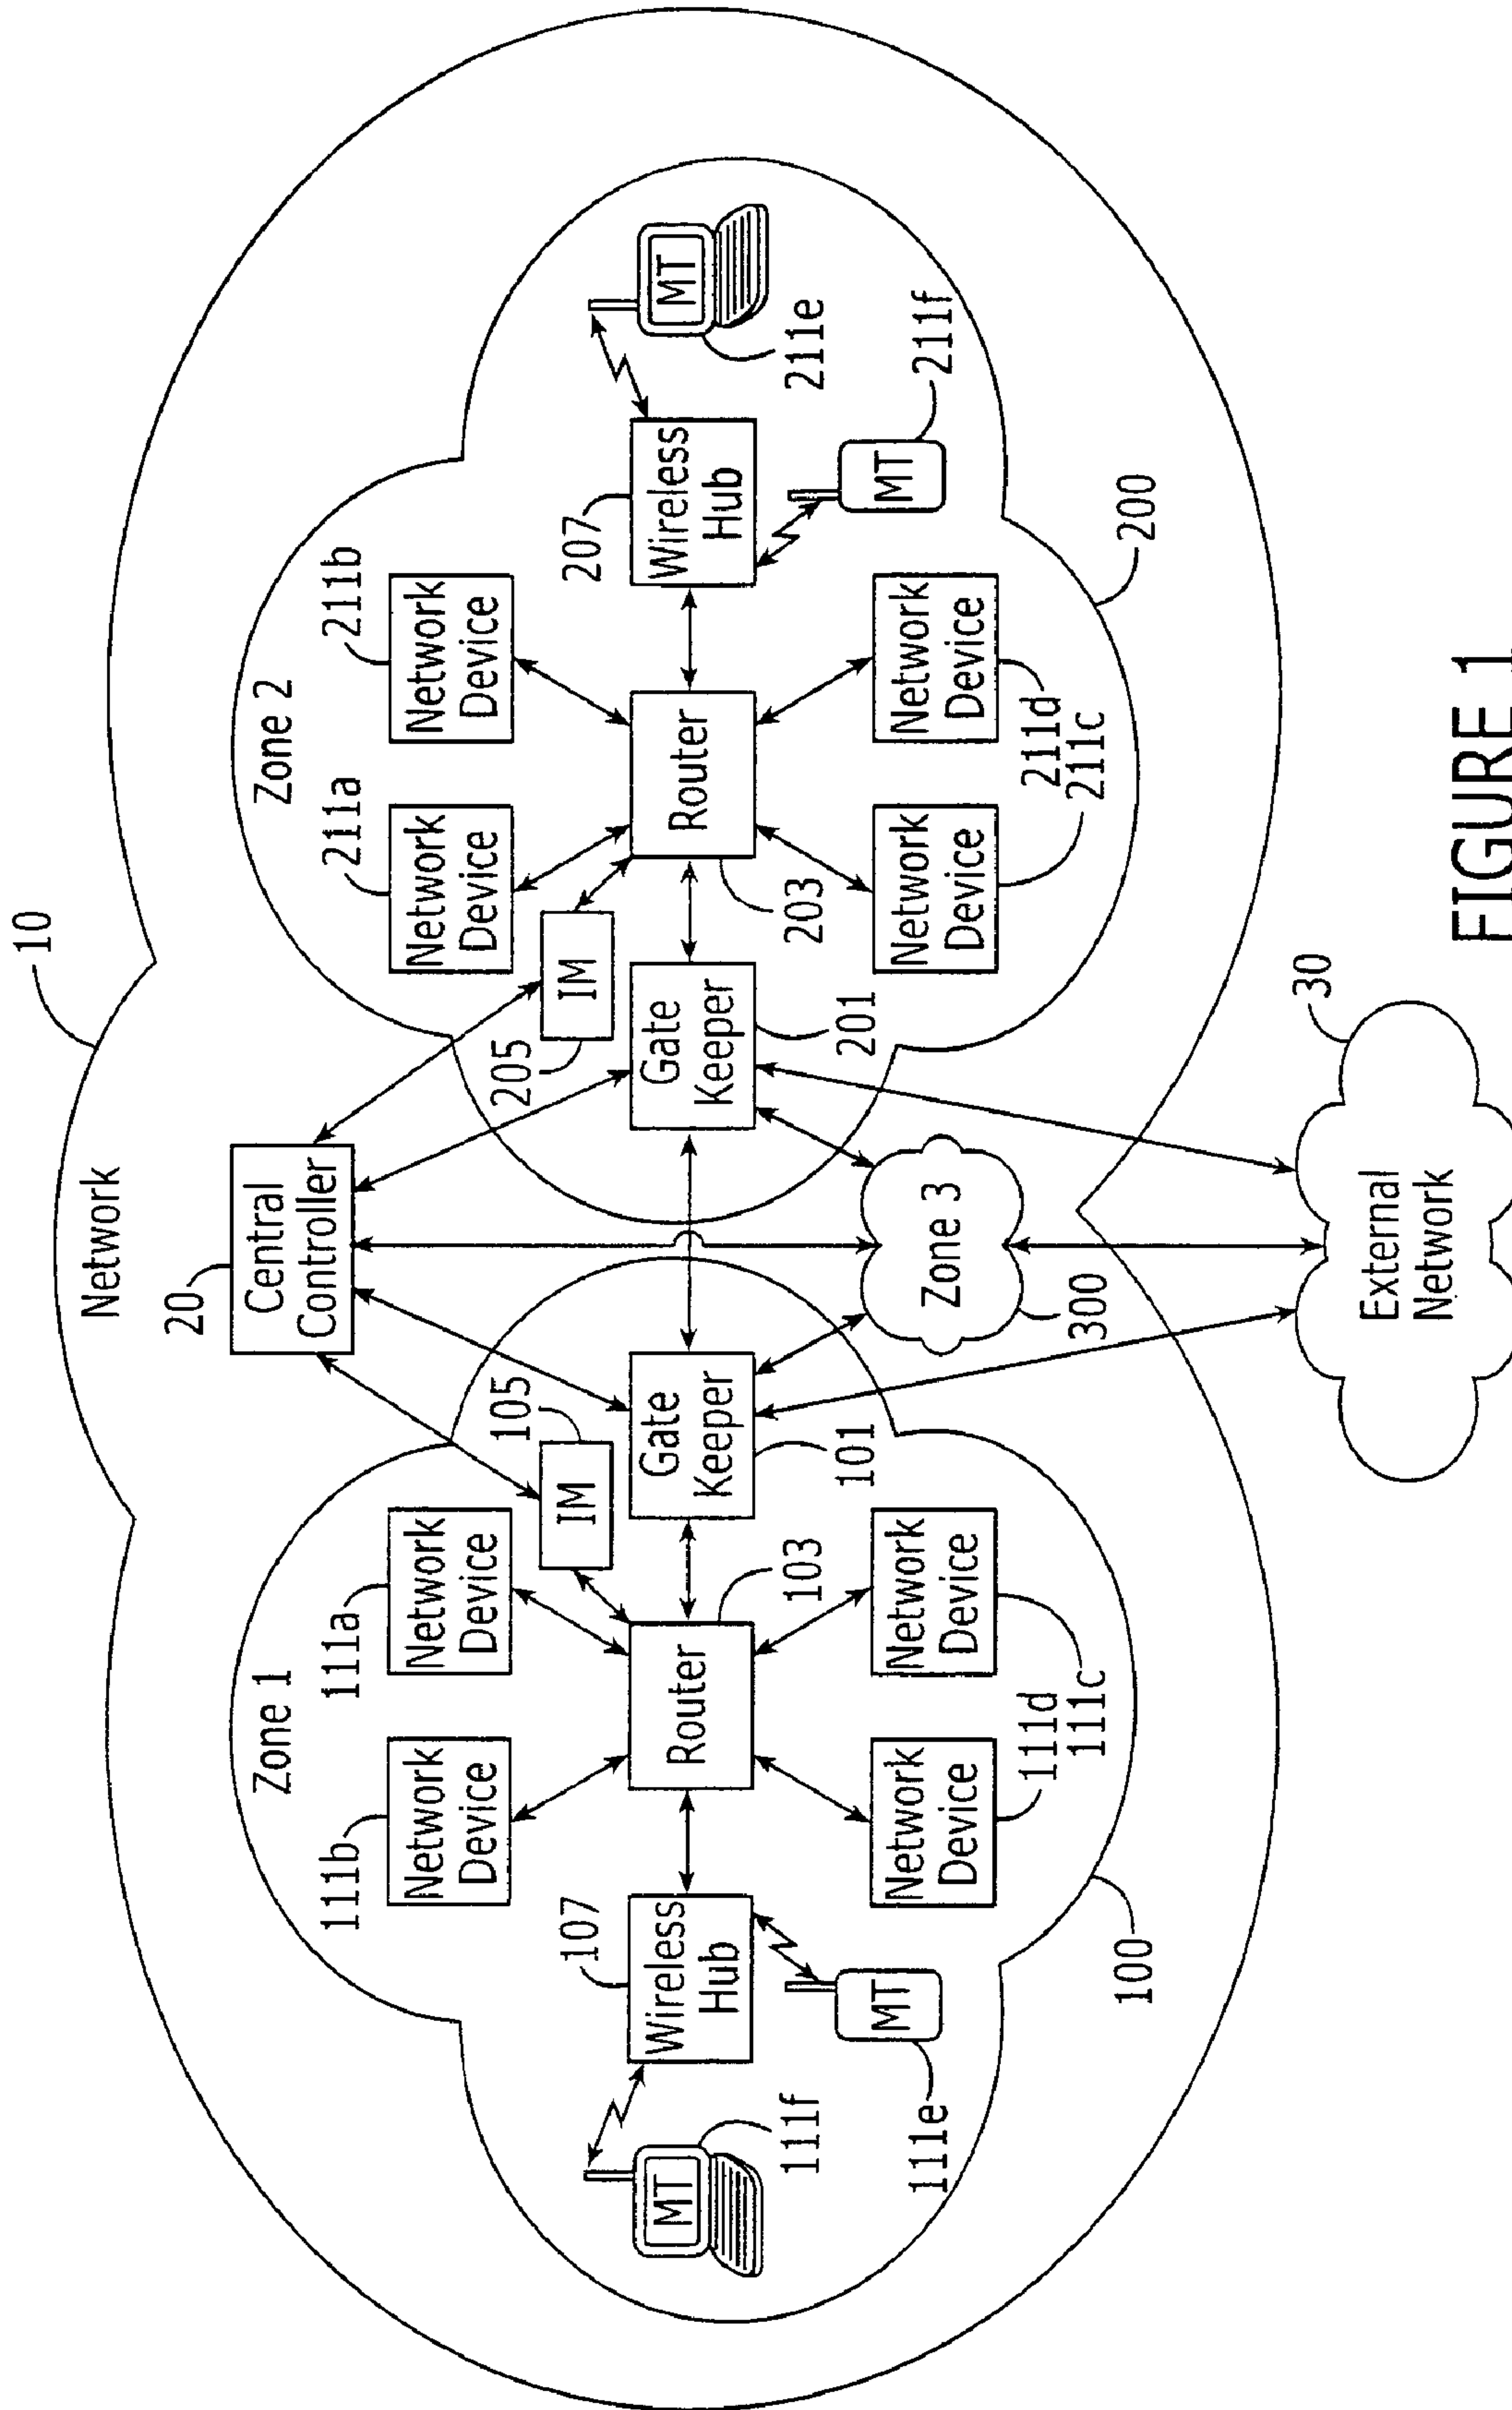 10
Network
20
Central
Controller
Zone 1
Zone 2
111b
Network
Device
111a
Network
Device
211a
Network
Device
211b
Network
Device
105
IM
205
IM
107
Wireless
Hub
Router
103
Gate
Keeper
101
Gate
Keeper
201
Router
203
207
Wireless
Hub
MT
111f
MT
111e
MT
211e
MT
211f
Network
Device
111d
Network
Device
111c
Network
Device
211c
Network
Device
211d
Zone 3
300
100
200
External
Network
30
FIGURE 1